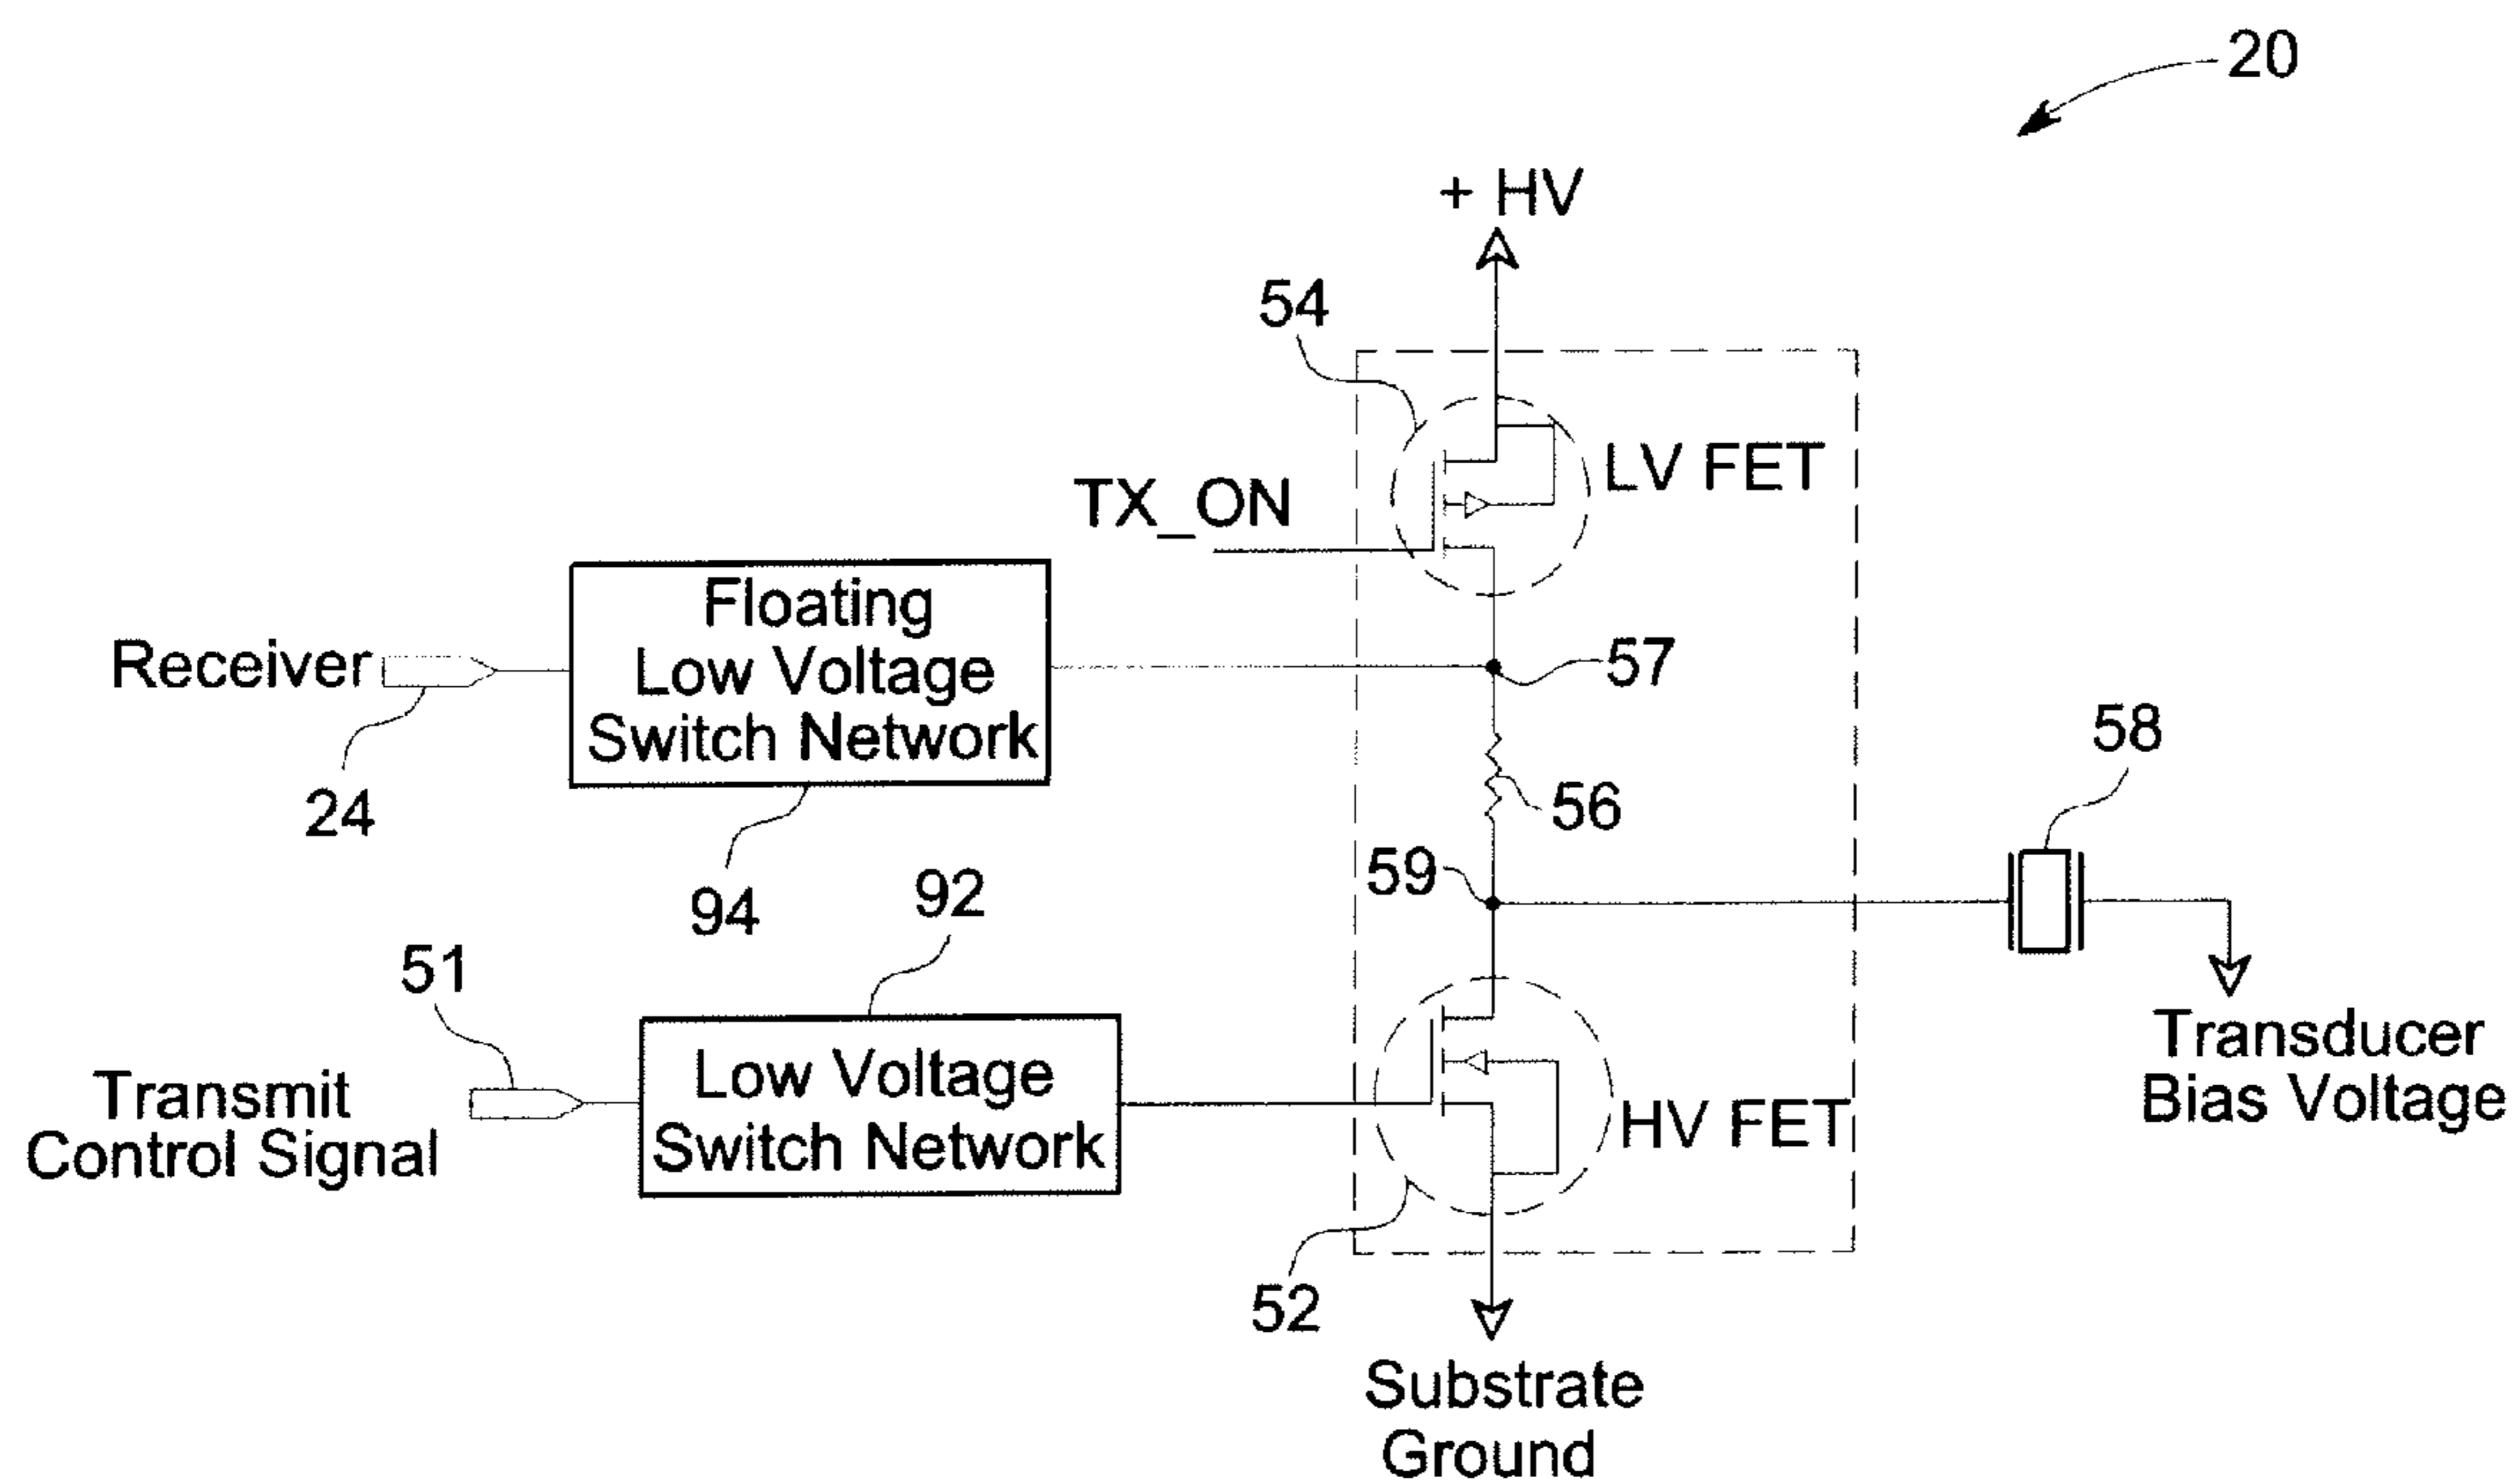 20
+ HV
54
LV FET
TX_ON
Floating
Low Voltage
Switch Network
Receiver
57
24
94
56
58
59
92
51
Low Voltage
Switch Network
Transmit
Control Signal
HV FET
Transducer
Bias Voltage
52
Substrate
Ground